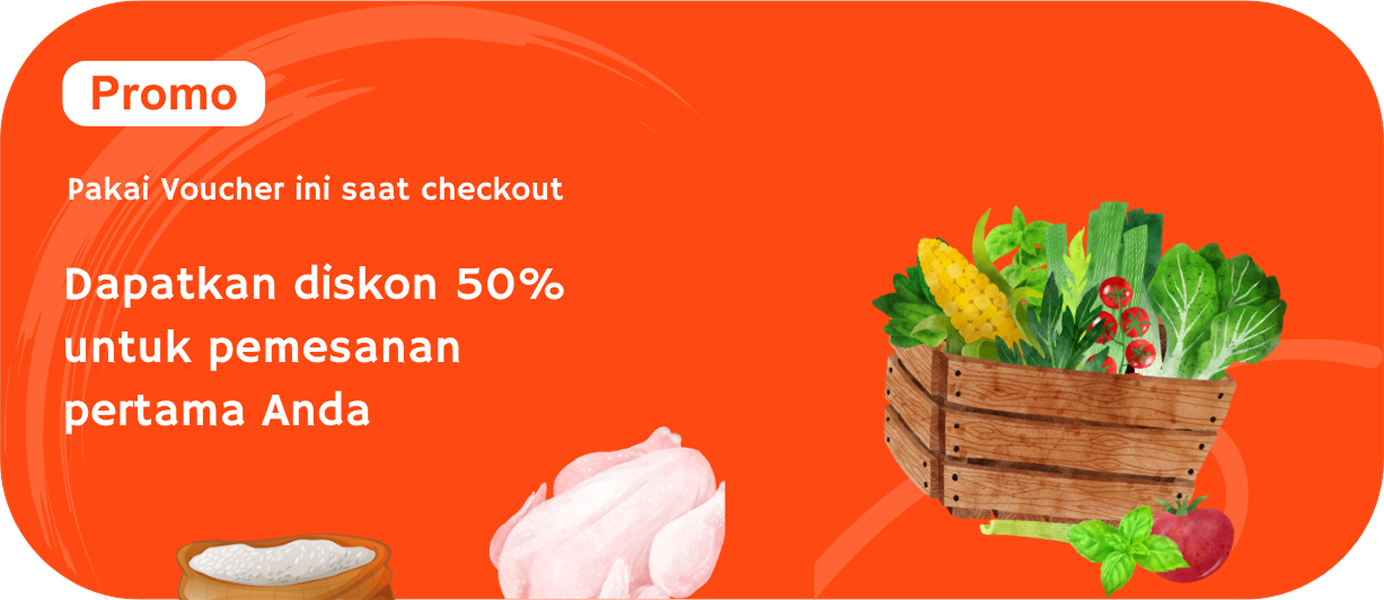 Promo
Pakai Voucher ini saat checkout
Dapatkan diskon 50%
untuk pemesanan
pertama Anda